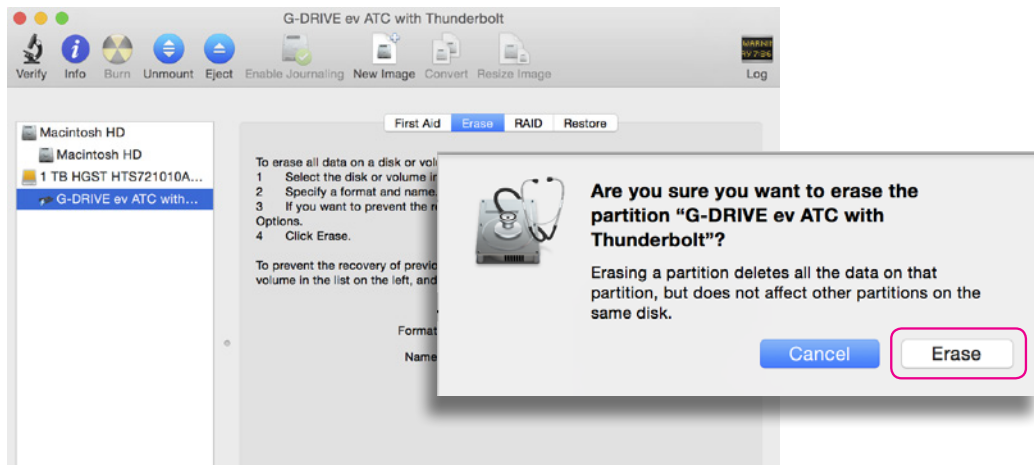 G-DRIVE ev ATC with Thunderbolt
Verify Info Burn Unmount Eject Enable Journaling New Image Convert Resize Image Log
First Aid Erase RAID Restore
Macintosh HD
Macintosh HD
1 TB HGST HTS721010A...
G-DRIVE ev ATC with...
To erase all data on a disk or
1 Select the disk or volume
2 Specify a format and name
3 If you want to prevent the
Options.
4 Click Erase.
To prevent the recovery of
volume in the list on the left, and
Format
Name
Are you sure you want to erase the
partition “G-DRIVE ev ATC with
Thunderbolt”?
Erasing a partition deletes all the data on that
partition, but does not affect other partitions on the
same disk.
Cancel Erase